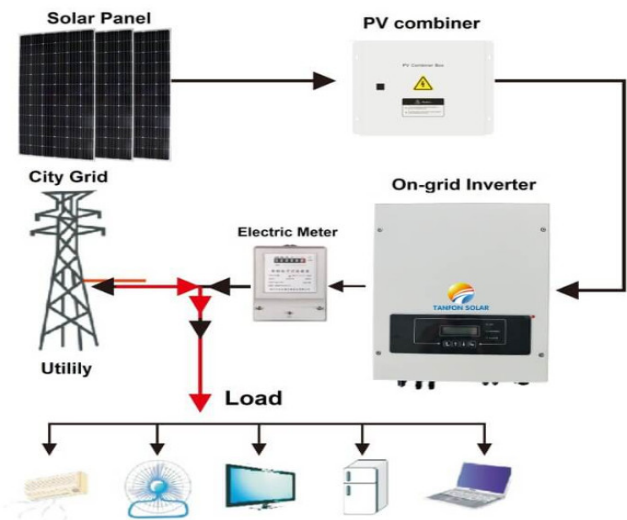 Solar Panel
PV combiner
PV Combiner Box
City Grid
On-grid Inverter
Electric Meter
TANFON SOLAR
Utilily
Load